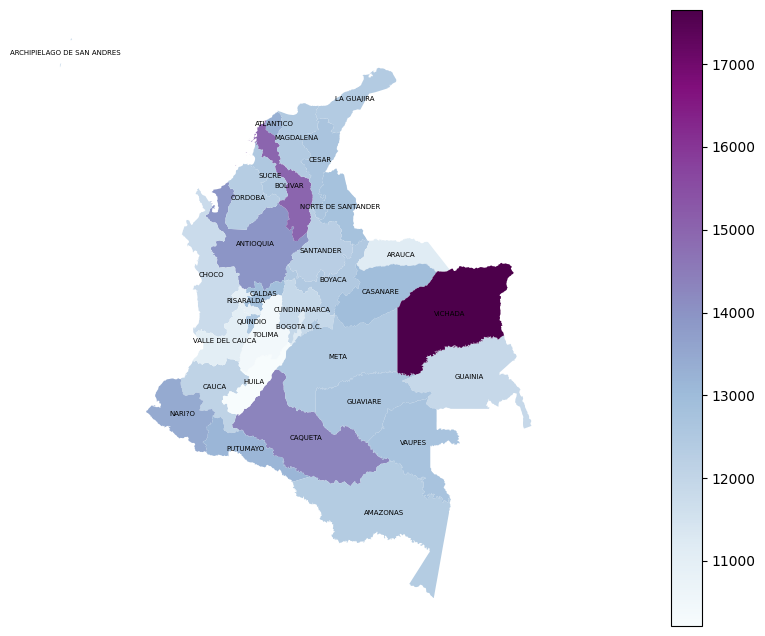 ARCHIPIELAGO DE SAN ANDRES
LA GUAJIRA
ATLANTICO
MAGDALENA
CESAR
SUCRE
BOLIVAR
CORDOBA
NORTE DE SANTANDER
ANTIOQUIA
SANTANDER
ARAUCA
CHOCO
BOYACA
CALDAS
CASANARE
RISARALDA
CUNDINAMARCA
VICHADA
QUINDIO
BOGOTA D.C.
TOLIMA
VALLE DEL CAUCA
META
GUAINIA
HUILA
CAUCA
GUAVIARE
NARI?O
CAQUETA
VAUPES
PUTUMAYO
AMAZONAS
17000
16000
15000
14000
13000
12000
11000